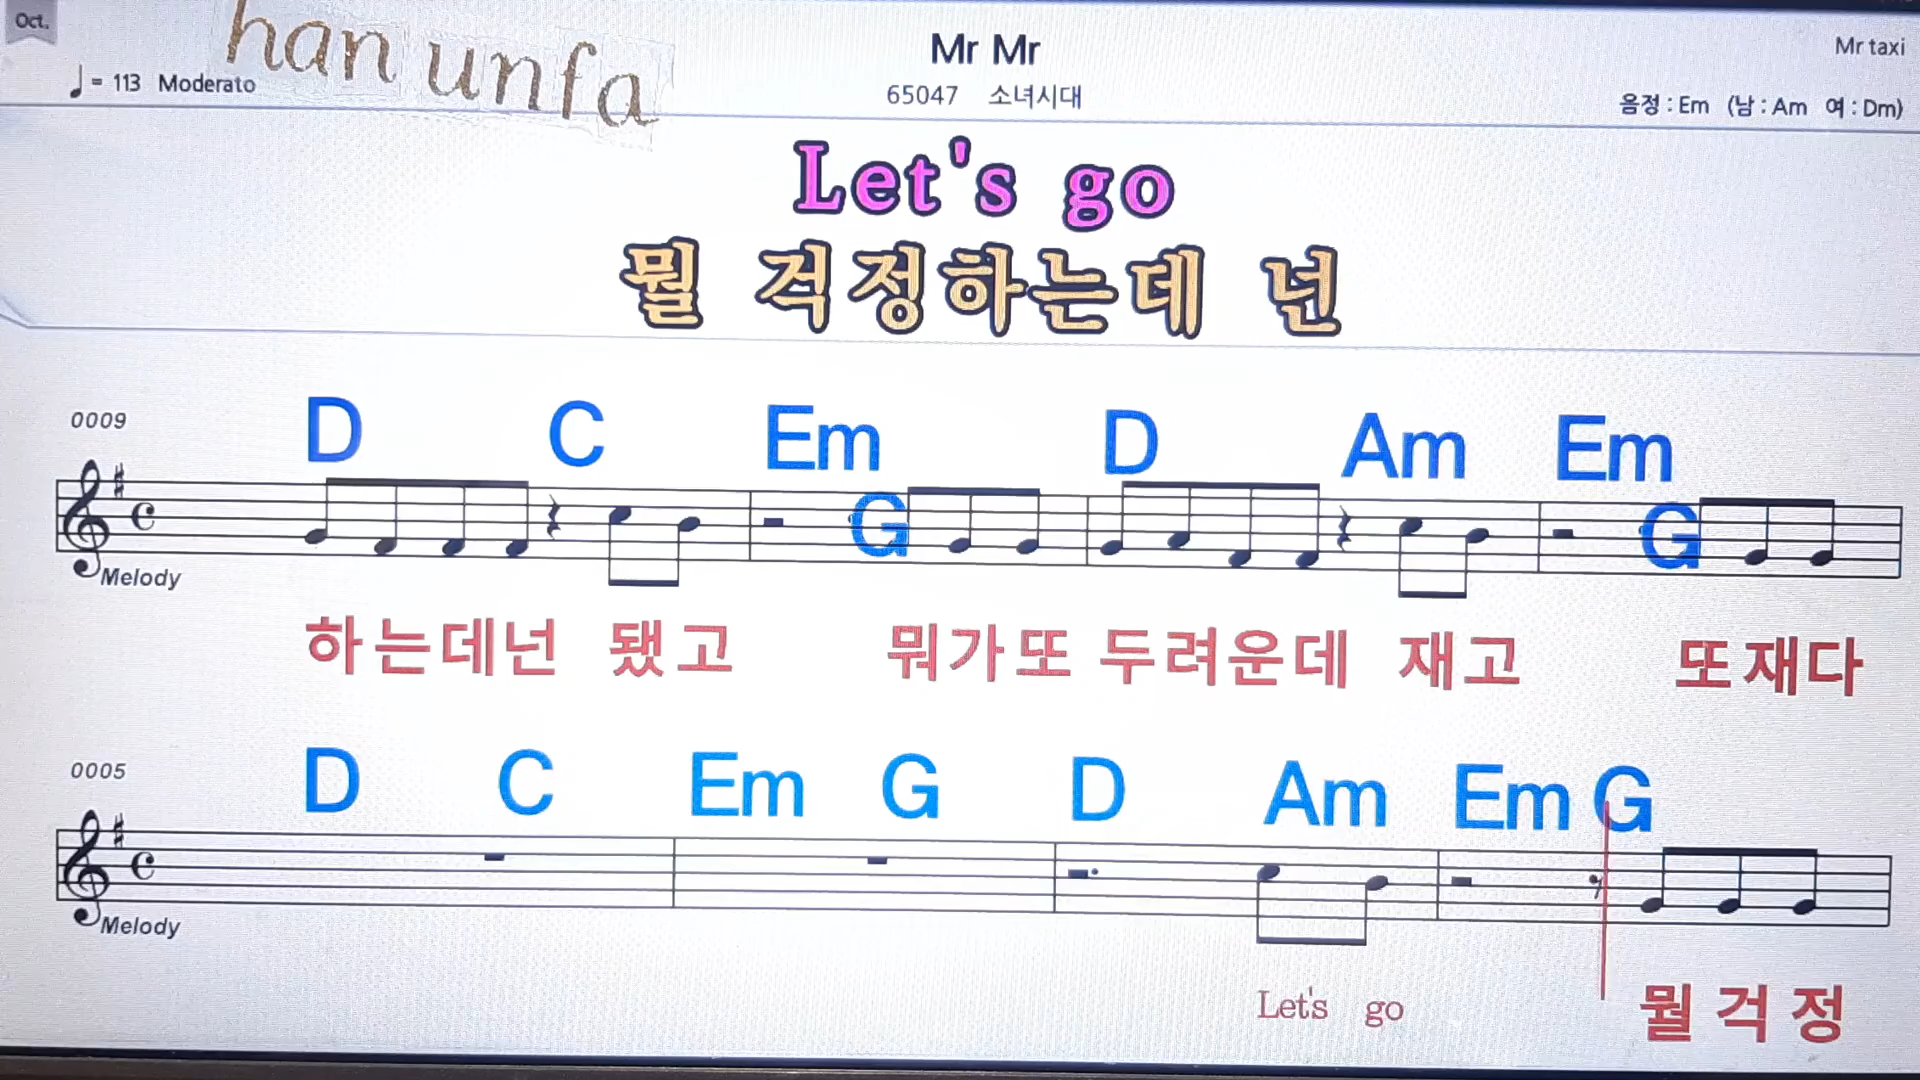 Oct.
han unfa
Mr Mr
Mr taxi
♩= 113 Moderato
65047 소녀시대
음정 : Em (남 : Am 여 : Dm)
Let's go
뭘 걱정하는데 넌
0009
D C Em G D Am Em G
Melody
하는데넌 됐고 뭐가또 두려운데 재고 또재다
0005
D C Em G D Am Em G
Melody
Let's go 뭘걱정